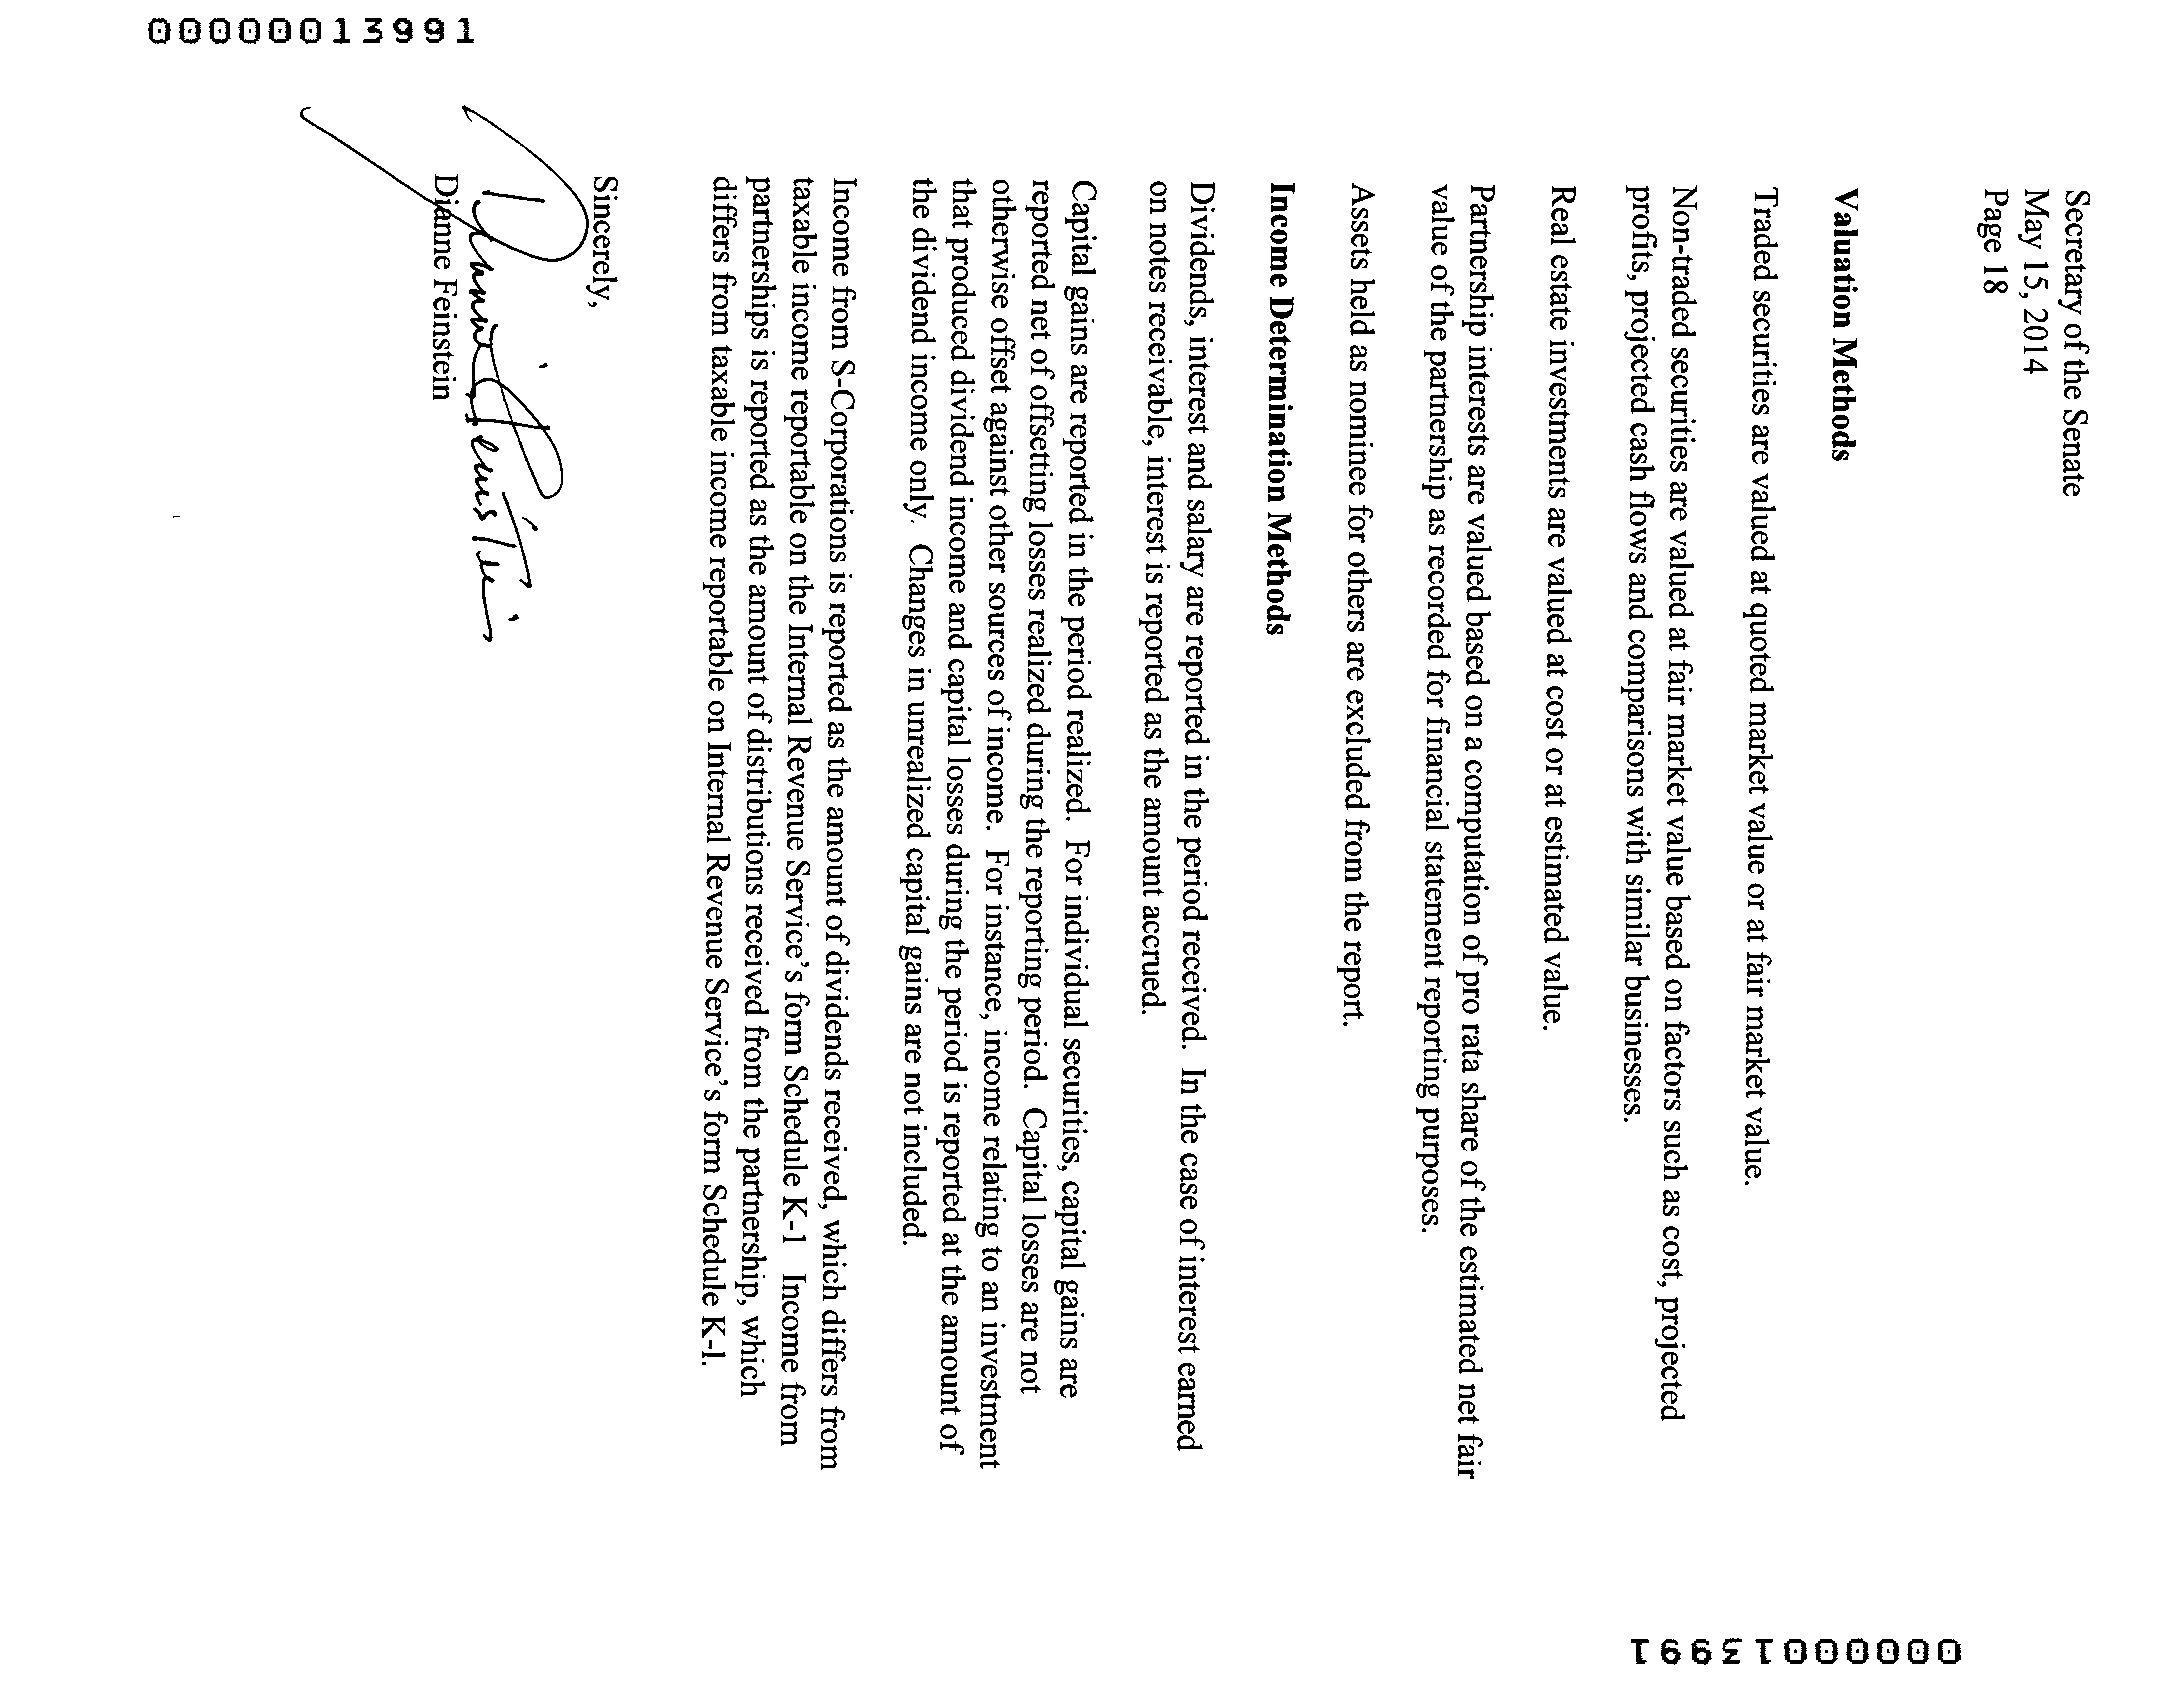 00000013991
Secretary of the Senate
May 15, 2014
Page 18
Valuation Methods
Traded securities are valued at quoted market value or at fair market value.
Non-traded securities are valued at fair market value based on factors such as cost, projected
profits, projected cash flows and comparisons with similar businesses.
Real estate investments are valued at cost or at estimated value.
Partnership interests are valued based on a computation of pro rata share of the estimated net fair
value of the partnership as recorded for financial statement reporting purposes.
Assets held as nominee for others are excluded from the report.
Income Determination Methods
Dividends, interest and salary are reported in the period received. In the case of interest earned
on notes receivable, interest is reported as the amount accrued.
Capital gains are reported in the period realized. For individual securities, capital gains are
reported net of offsetting losses realized during the reporting period. Capital losses are not
otherwise offset against other sources of income. For instance, income relating to an investment
that produced dividend income and capital losses during the period is reported at the amount of
the dividend income only. Changes in unrealized capital gains are not included.
Income from S-Corporations is reported as the amount of dividends received, which differs from
taxable income reportable on the Internal Revenue Service's form Schedule K-1 Income from
partnerships is reported as the amount of distributions received from the partnership, which
differs from taxable income reportable on Internal Revenue Service's form Schedule K-1.
Sincerely,
Dianne Feinstein
Dianne Feinstein
00000013991